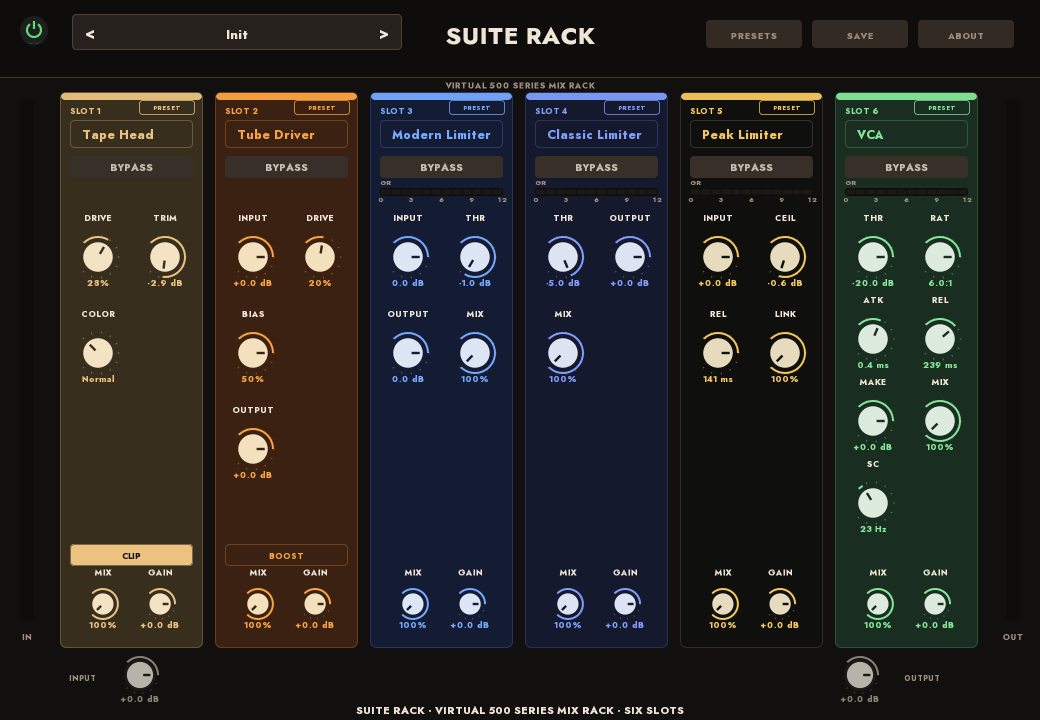 < Init >
SUITE RACK
PRESETS SAVE ABOUT
VIRTUAL 500 SERIES MIX RACK
SLOT 1 PRESET
Tape Head
BYPASS
DRIVE TRIM
28% -2.9 dB
COLOR
Normal
CLIP
MIX GAIN
100% +0.0 dB
SLOT 2 PRESET
Tube Driver
BYPASS
INPUT DRIVE
+0.0 dB 20%
BIAS
50%
OUTPUT
+0.0 dB
BOOST
MIX GAIN
100% +0.0 dB
SLOT 3 PRESET
Modern Limiter
BYPASS
GR
0 3 6 9 12
INPUT THR
0.0 dB -1.0 dB
OUTPUT MIX
0.0 dB 100%
MIX GAIN
100% +0.0 dB
SLOT 4 PRESET
Classic Limiter
BYPASS
GR
0 3 6 9 12
THR OUTPUT
-5.0 dB +0.0 dB
MIX
100%
MIX GAIN
100% +0.0 dB
SLOT 5 PRESET
Peak Limiter
BYPASS
GR
0 3 6 9 12
INPUT CEIL
+0.0 dB -0.6 dB
REL LINK
141 ms 100%
MIX GAIN
100% +0.0 dB
SLOT 6 PRESET
VCA
BYPASS
GR
0 3 6 9 12
THR RAT
-20.0 dB 6.0:1
ATK REL
0.4 ms 239 ms
MAKE MIX
+0.0 dB 100%
SC
23 Hz
MIX GAIN
100% +0.0 dB
IN
OUT
INPUT
+0.0 dB
OUTPUT
+0.0 dB
SUITE RACK · VIRTUAL 500 SERIES MIX RACK · SIX SLOTS